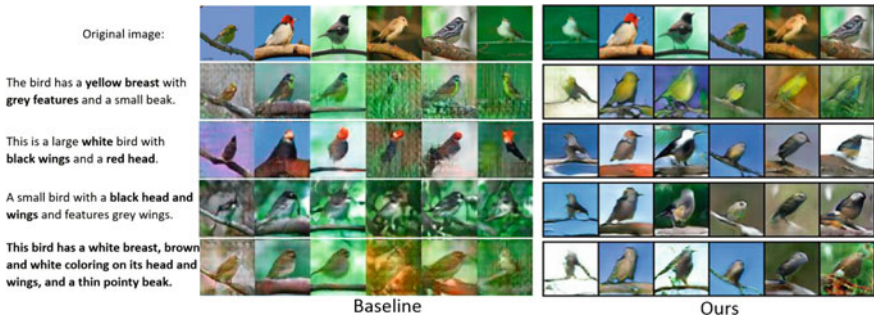 Original image:
The bird has a yellow breast with
grey features and a small beak.
This is a large white bird with
black wings and a red head.
A small bird with a black head and
wings and features grey wings.
This bird has a white breast, brown
and white coloring on its head and
wings, and a thin pointy beak.
Baseline
Ours